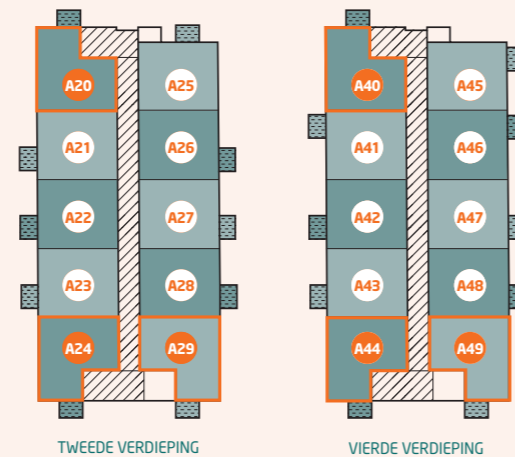 A20
A25
A21
A26
A22
A27
A23
A28
A24
A29
TWEEDE VERDIEPING
A40
A45
A41
A46
A42
A47
A43
A48
A44
A49
VIERDE VERDIEPING